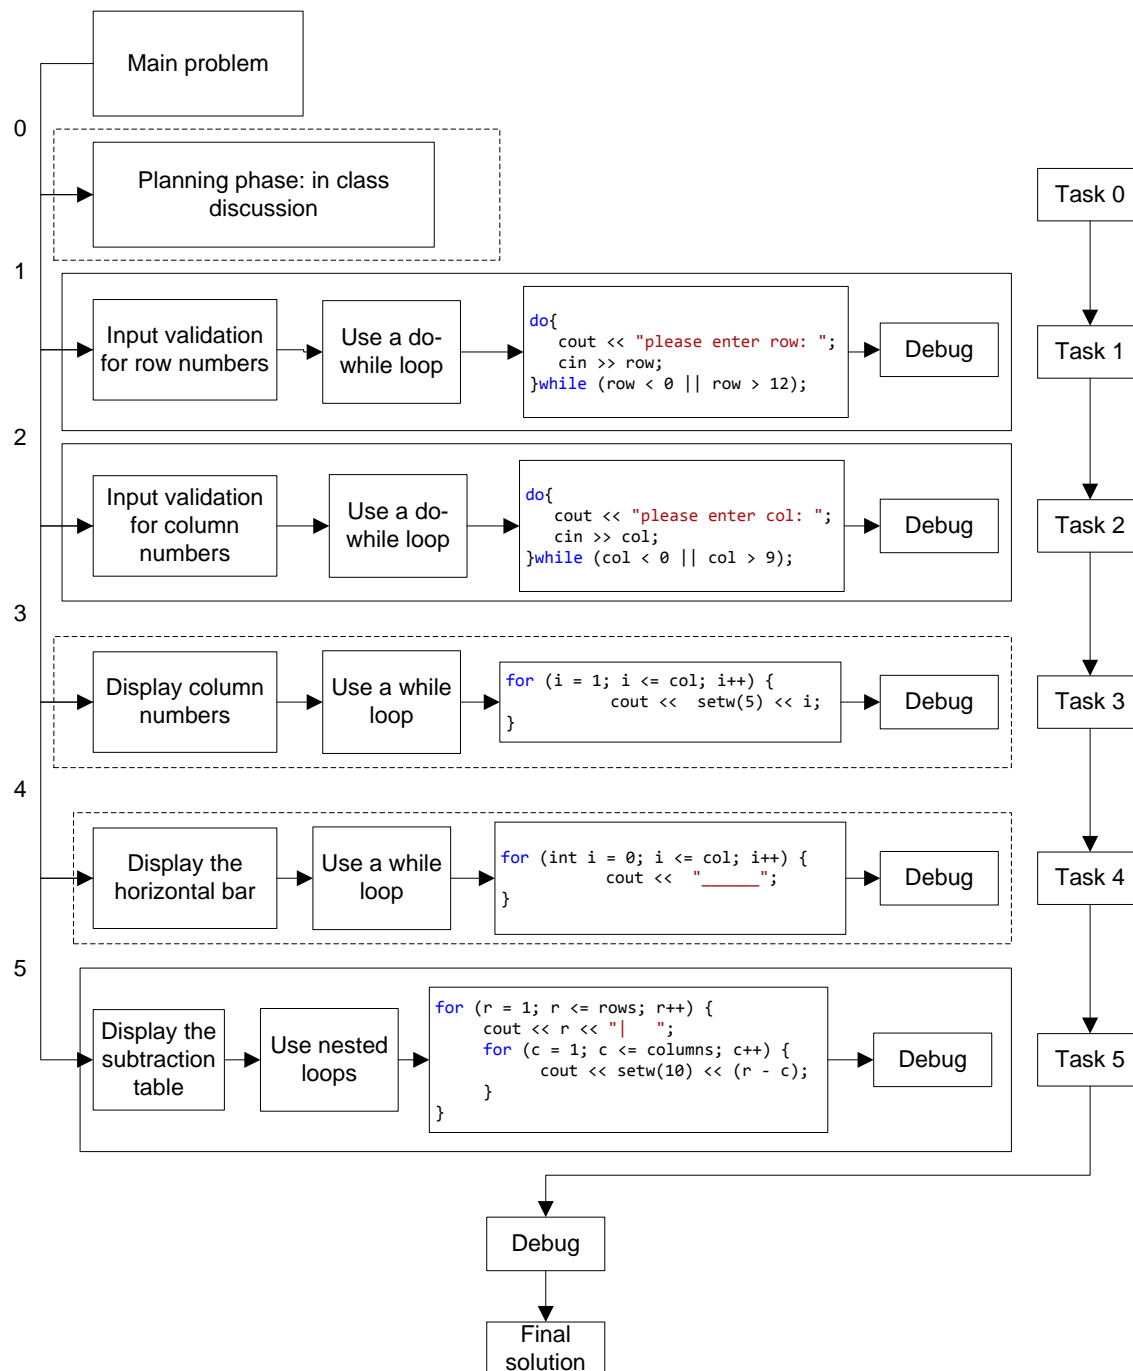 Main problem
0
Planning phase: in class
discussion
Task 0
1
Input validation
for row numbers
Use a do-
while loop
do{
cout << "please enter row: ";
cin >> row;
}while (row < 0 || row > 12);
Debug
Task 1
2
Input validation
for column
numbers
Use a do-
while loop
do{
cout << "please enter col: ";
cin >> col;
}while (col < 0 || col > 9);
Debug
Task 2
3
Display column
numbers
Use a while
loop
for (i = 1; i <= col; i++) {
cout <<  setw(5) << i;
}
Debug
Task 3
4
Display the
horizontal bar
Use a while
loop
for (int i = 0; i <= col; i++) {
cout <<  "______";
}
Debug
Task 4
5
Display the
subtraction
table
Use nested
loops
for (r = 1; r <= rows; r++) {
cout << r << "|   ";
for (c = 1; c <= columns; c++) {
cout << setw(10) << (r - c);
}
}
Debug
Task 5
Debug
Final
solution